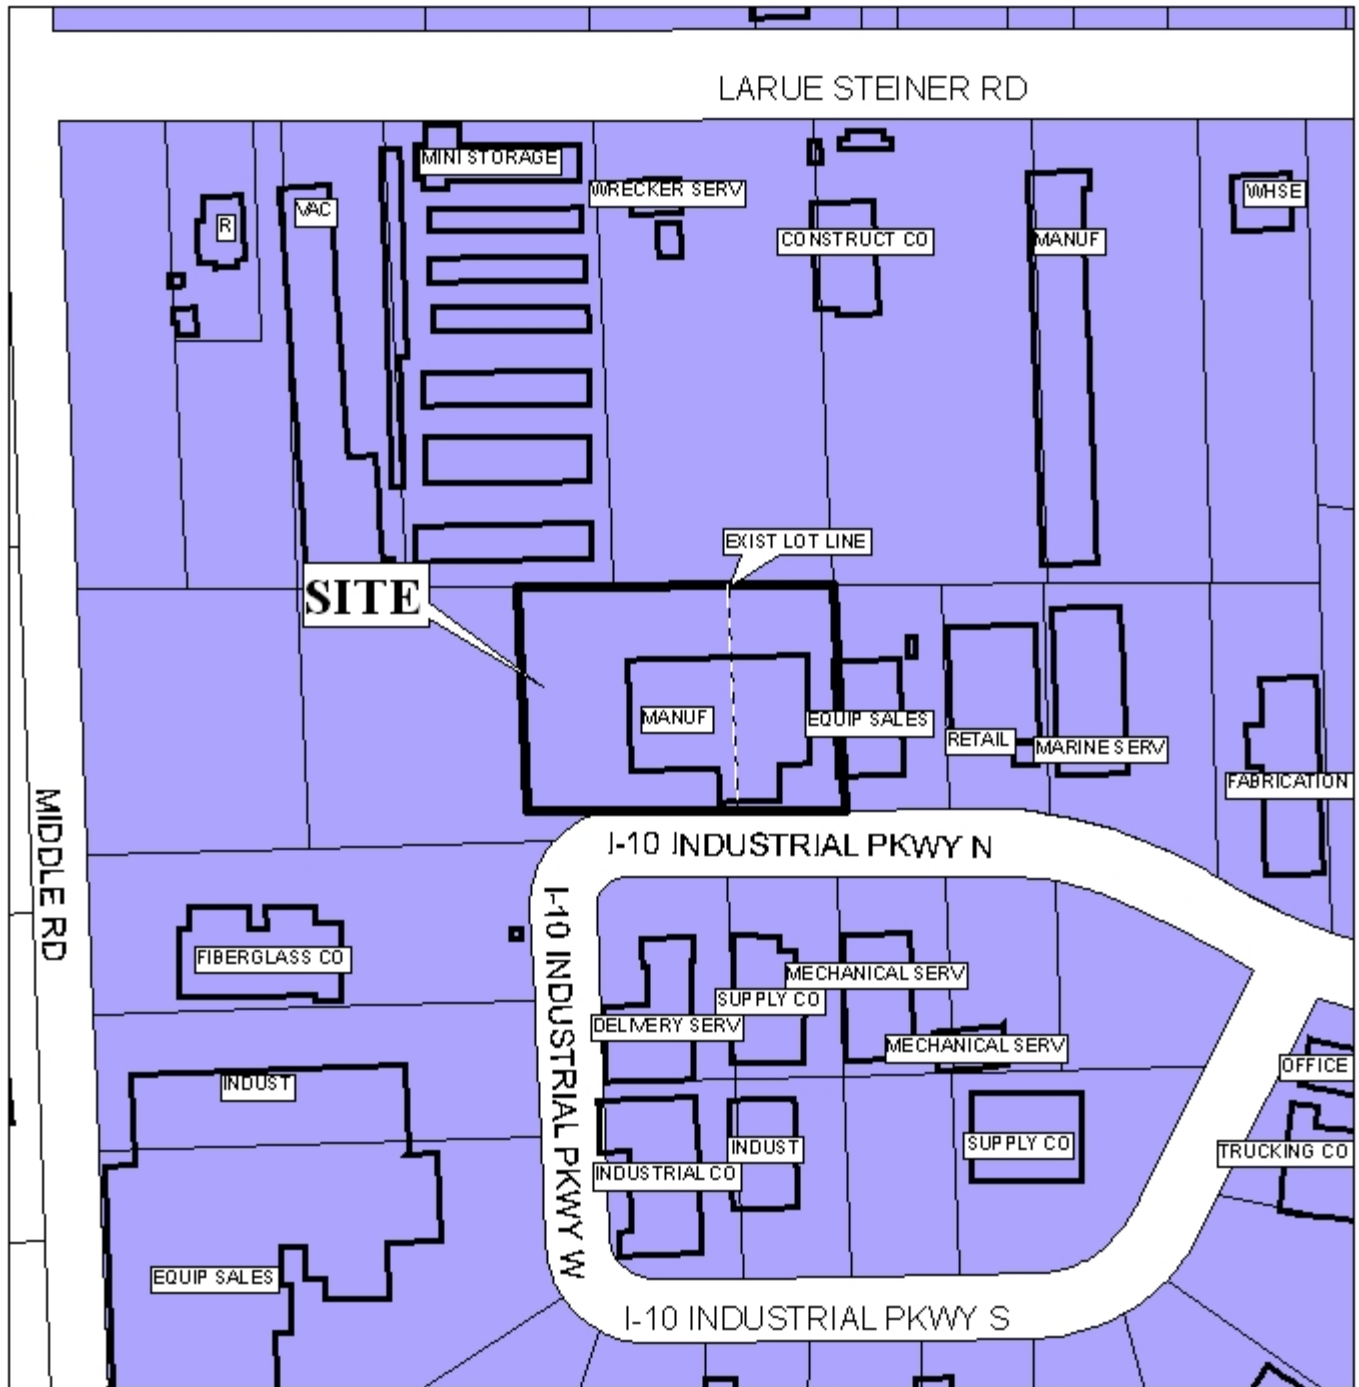 LARUE STEINER RD
MINI STORAGE
WRECKER SERV
WHSE
VAC
R
CONSTRUCT CO
MANUF
EXIST LOT LINE
SITE
MANUF
EQUIP SALES
RETAIL
MARINE SERV
FABRICATION
MIDDLE RD
I-10 INDUSTRIAL PKWY N
I-10 INDUSTRIAL PKWY W
FIBERGLASS CO
MECHANICAL SERV
SUPPLY CO
DELIVERY SERV
MECHANICAL SERV
OFFICE
INDUST
INDUST
SUPPLY CO
TRUCKING CO
INDUSTRIAL CO
EQUIP SALES
I-10 INDUSTRIAL PKWY S